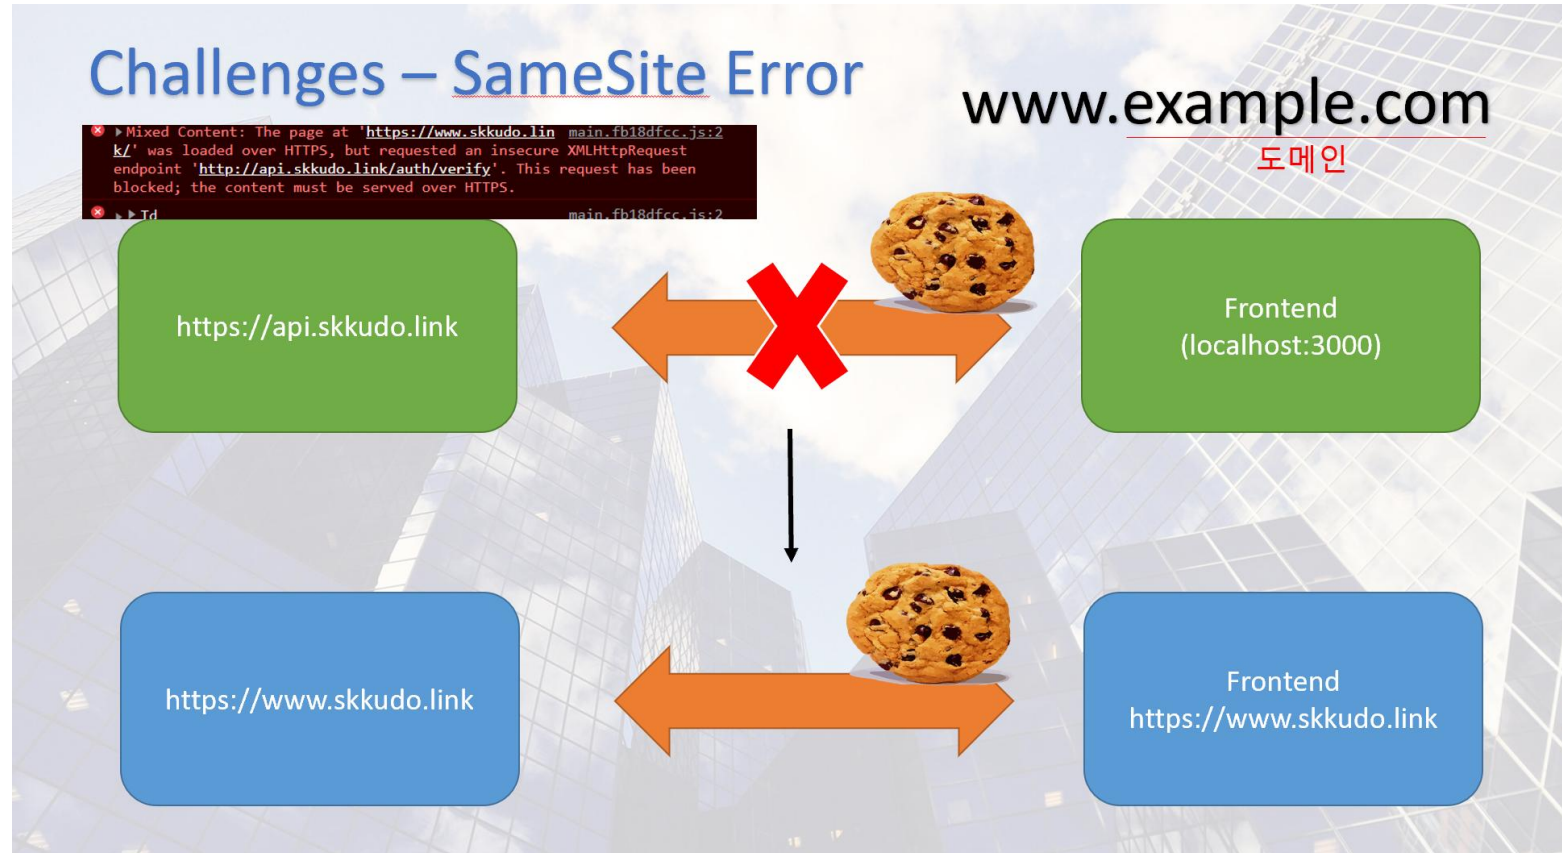 Challenges – SameSite Error
www.example.com
도메인
Mixed Content: The page at 'https://www.skkudo.lin main.fb18dfcc.js:2
k/' was loaded over HTTPS, but requested an insecure XMLHttpRequest
endpoint 'http://api.skkudo.link/auth/verify'. This request has been
blocked; the content must be served over HTTPS.
main.fb18dfcc.js:2
https://api.skkudo.link
Frontend
(localhost:3000)
https://www.skkudo.link
Frontend
https://www.skkudo.link